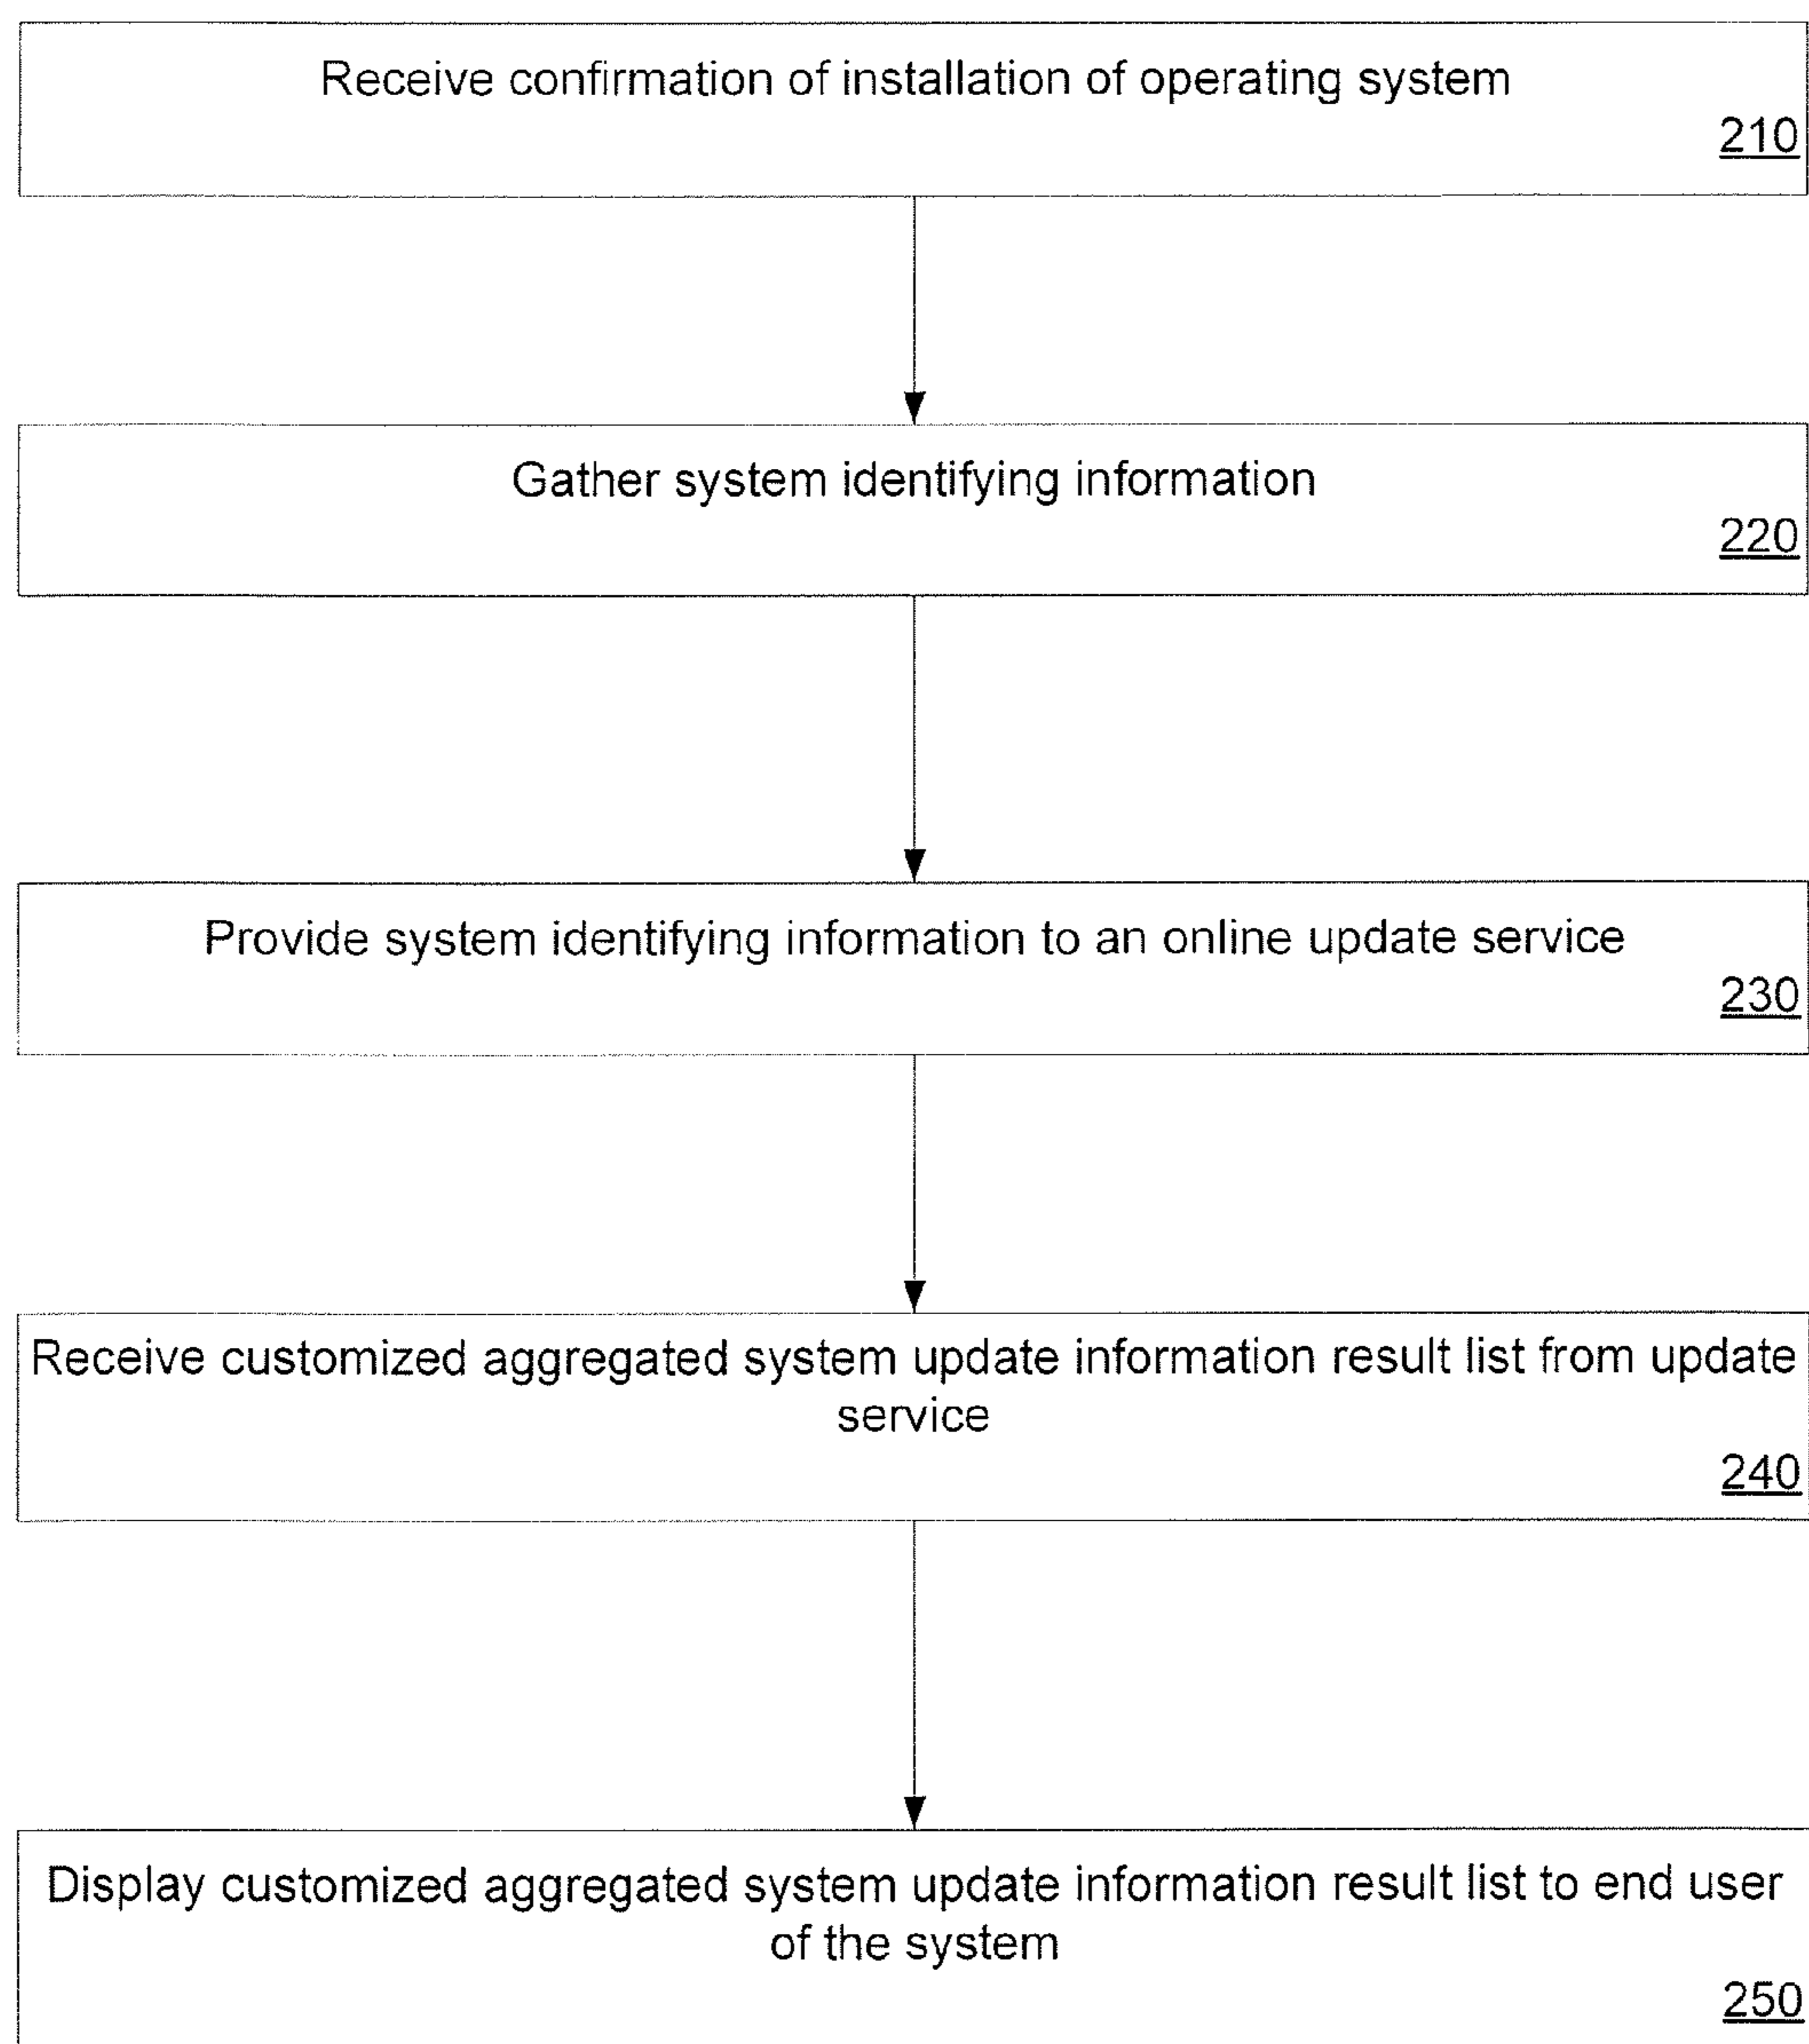 Receive confirmation of installation of operating system
210
Gather system identifying information
220
Provide system identifying information to an online update service
230
Receive customized aggregated system update information result list from update
service
240
Display customized aggregated system update information result list to end user
of the system
250